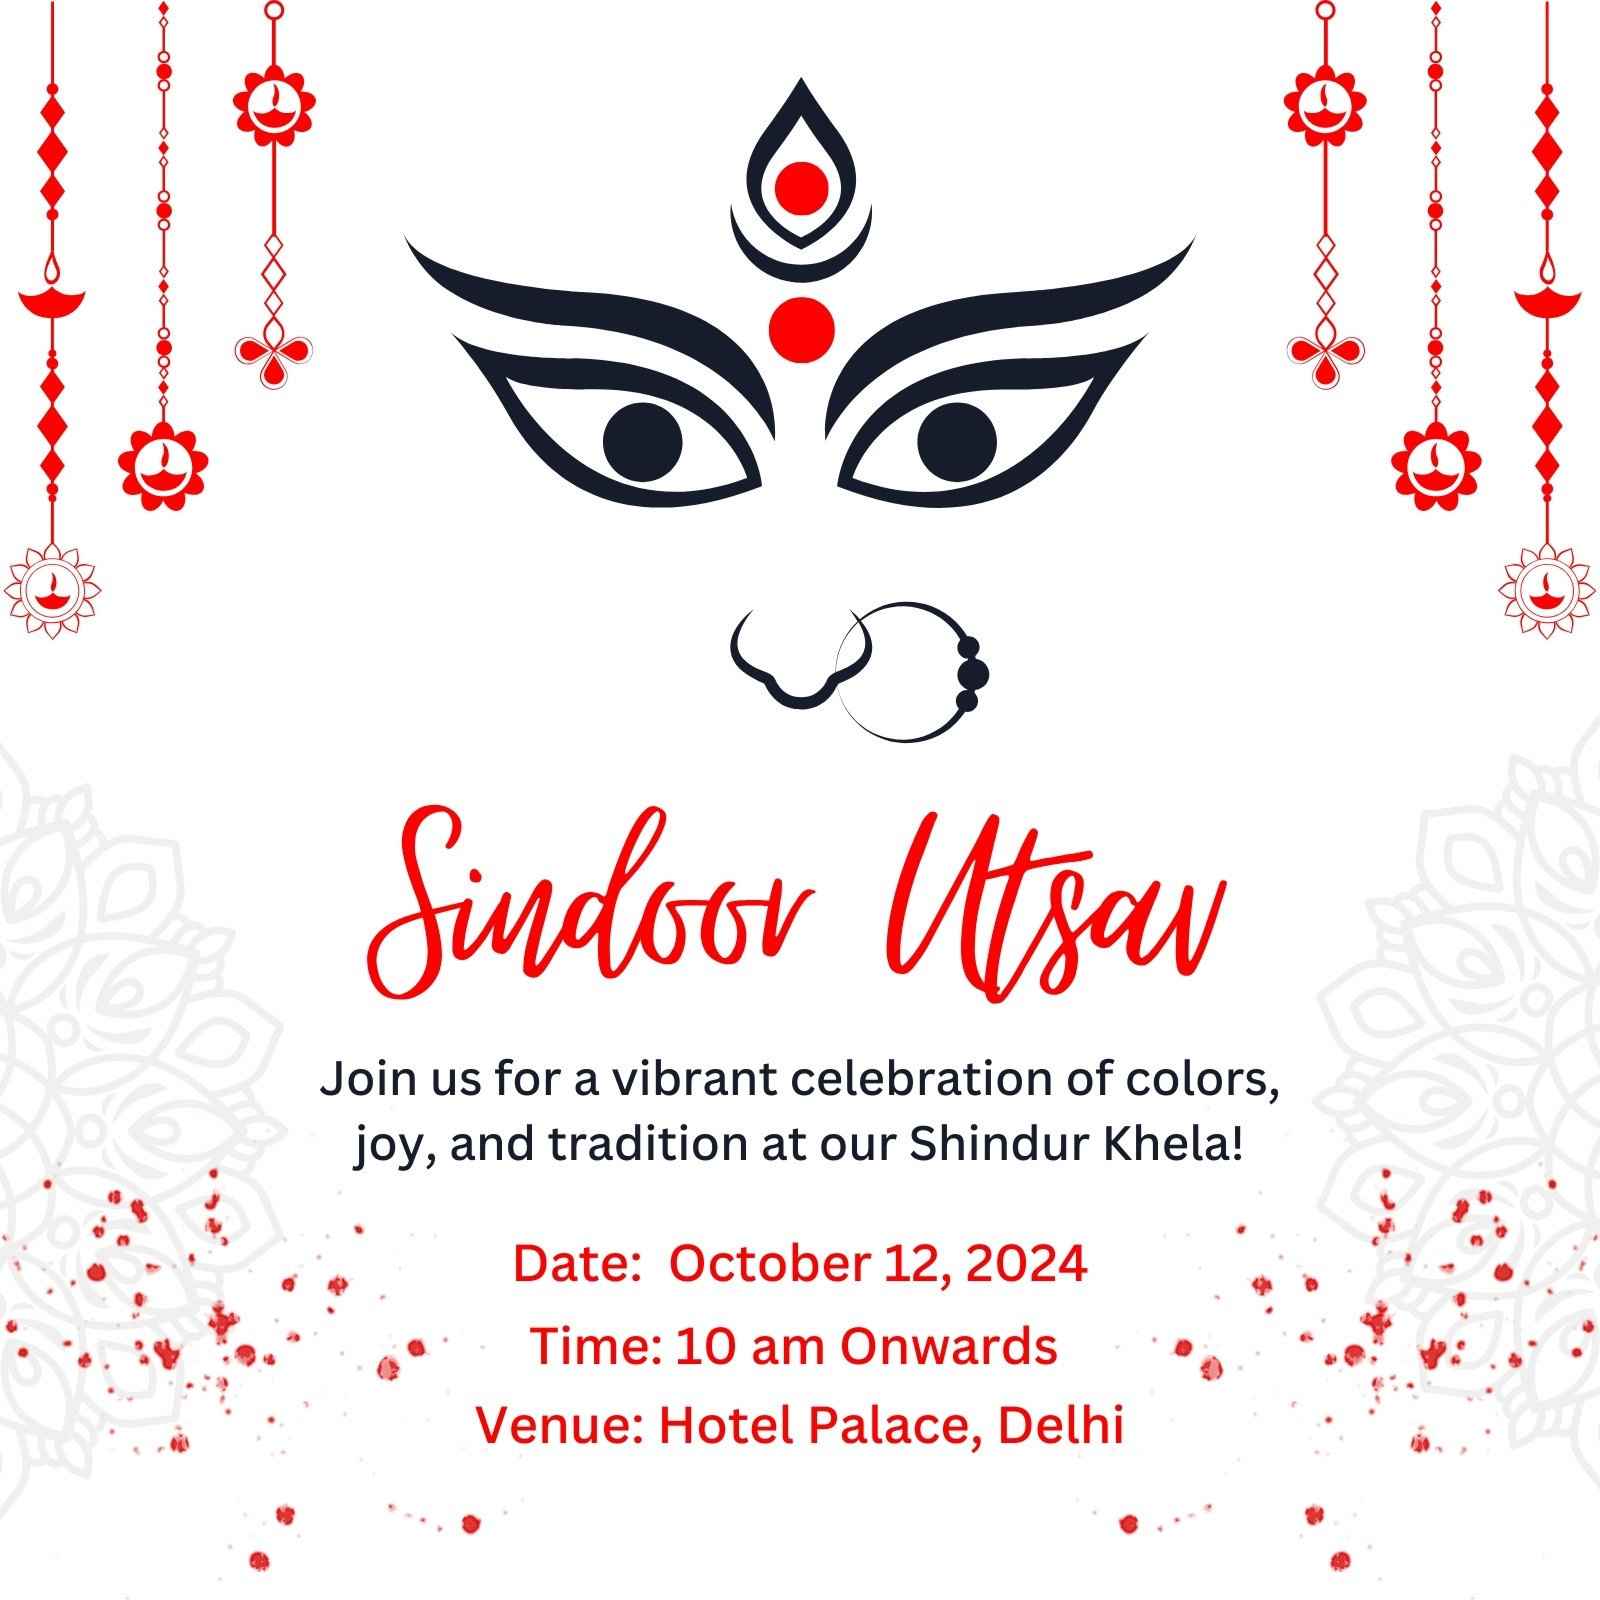 Sindoor Utsav
Join us for a vibrant celebration of colors,
joy, and tradition at our Shindur Khela!
Date: October 12, 2024
Time: 10 am Onwards
Venue: Hotel Palace, Delhi